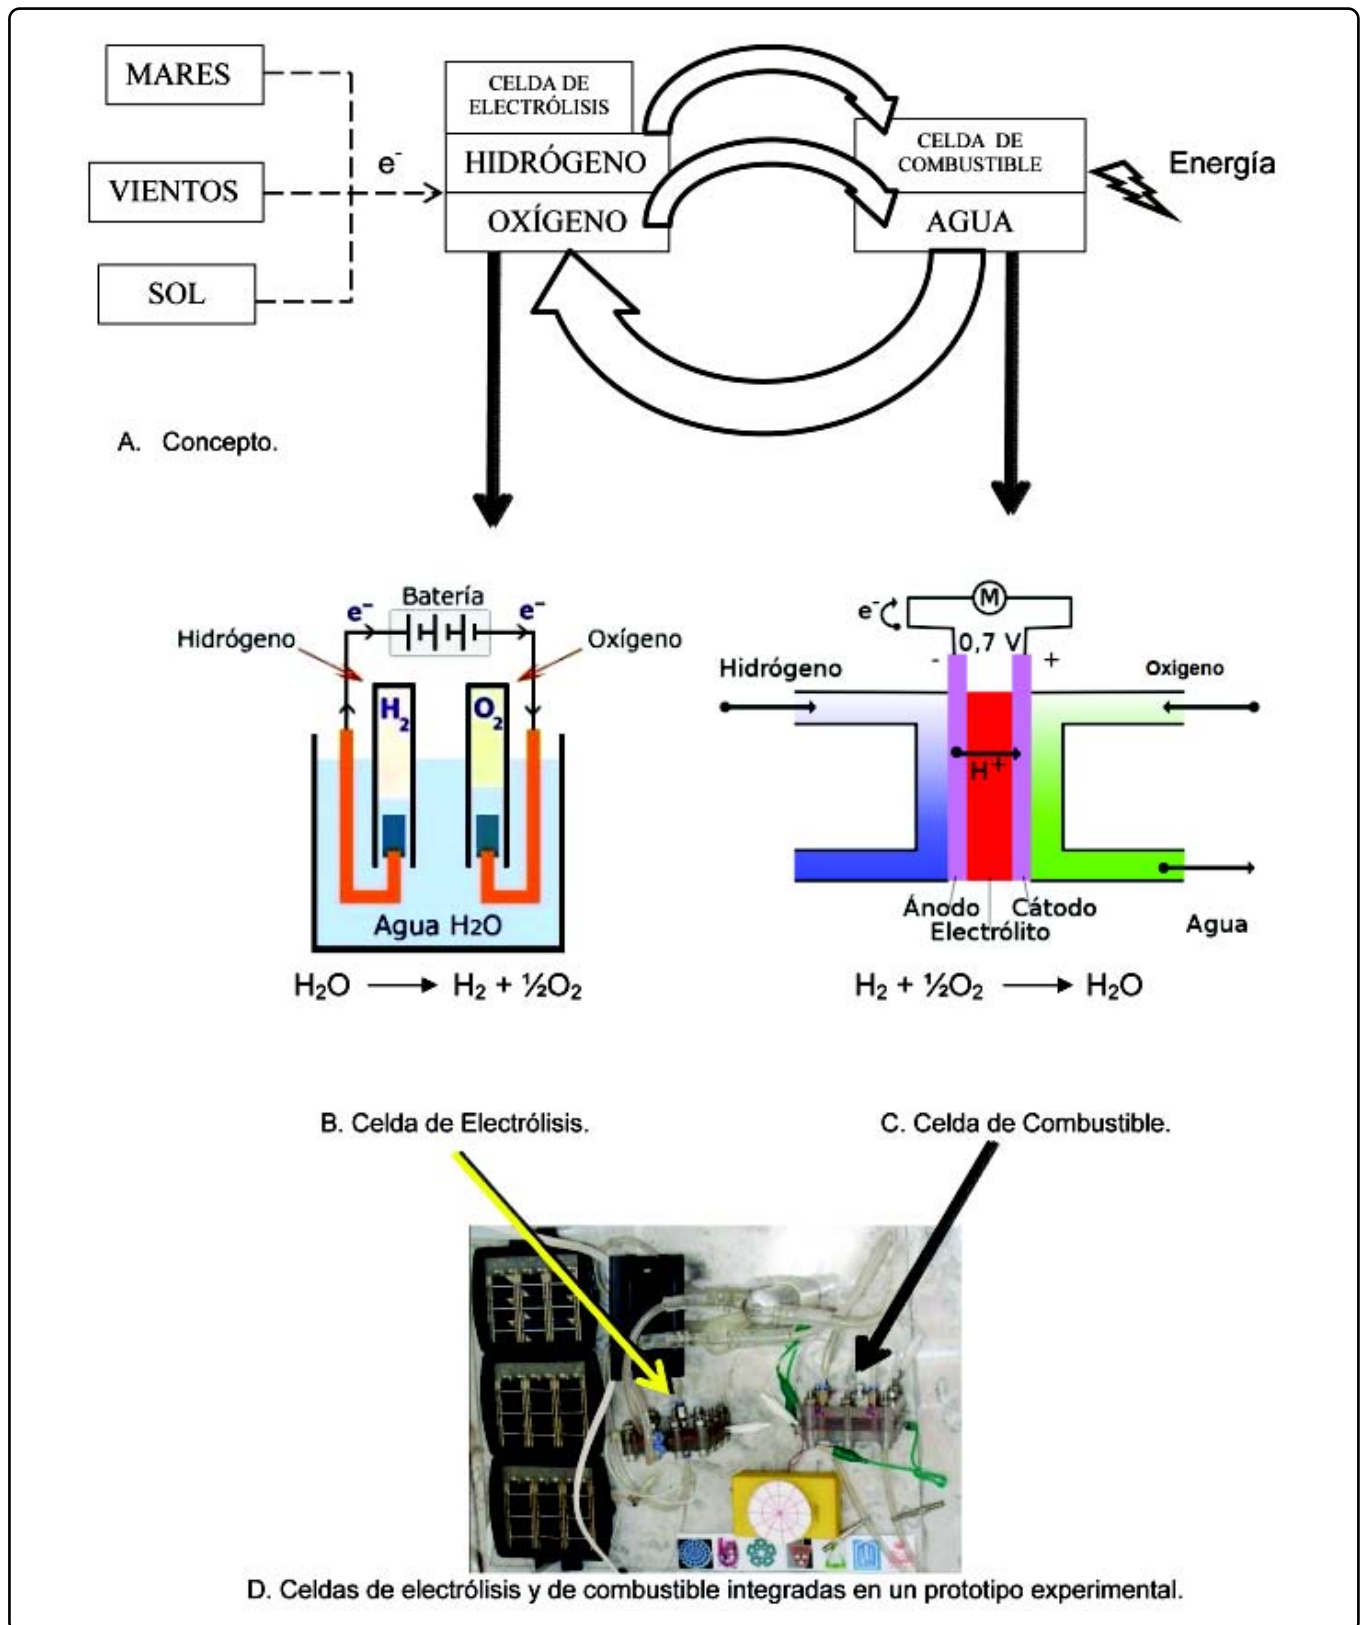 MARES
VIENTOS
SOL
e-
CELDA DE
ELECTRÓLISIS
HIDRÓGENO
OXÍGENO
CELDA DE
COMBUSTIBLE
AGUA
Energía
A. Concepto.
Batería
e-
e-
Hidrógeno
Oxígeno
H2
O2
Agua H2O
H₂O → H₂ + ½O₂
M
e-
0,7 V
-
+
Hidrógeno
Oxigeno
H+
Ánodo
Cátodo
Electrólito
Agua
H₂ + ½O₂ → H₂O
B. Celda de Electrólisis.
C. Celda de Combustible.
D. Celdas de electrólisis y de combustible integradas en un prototipo experimental.